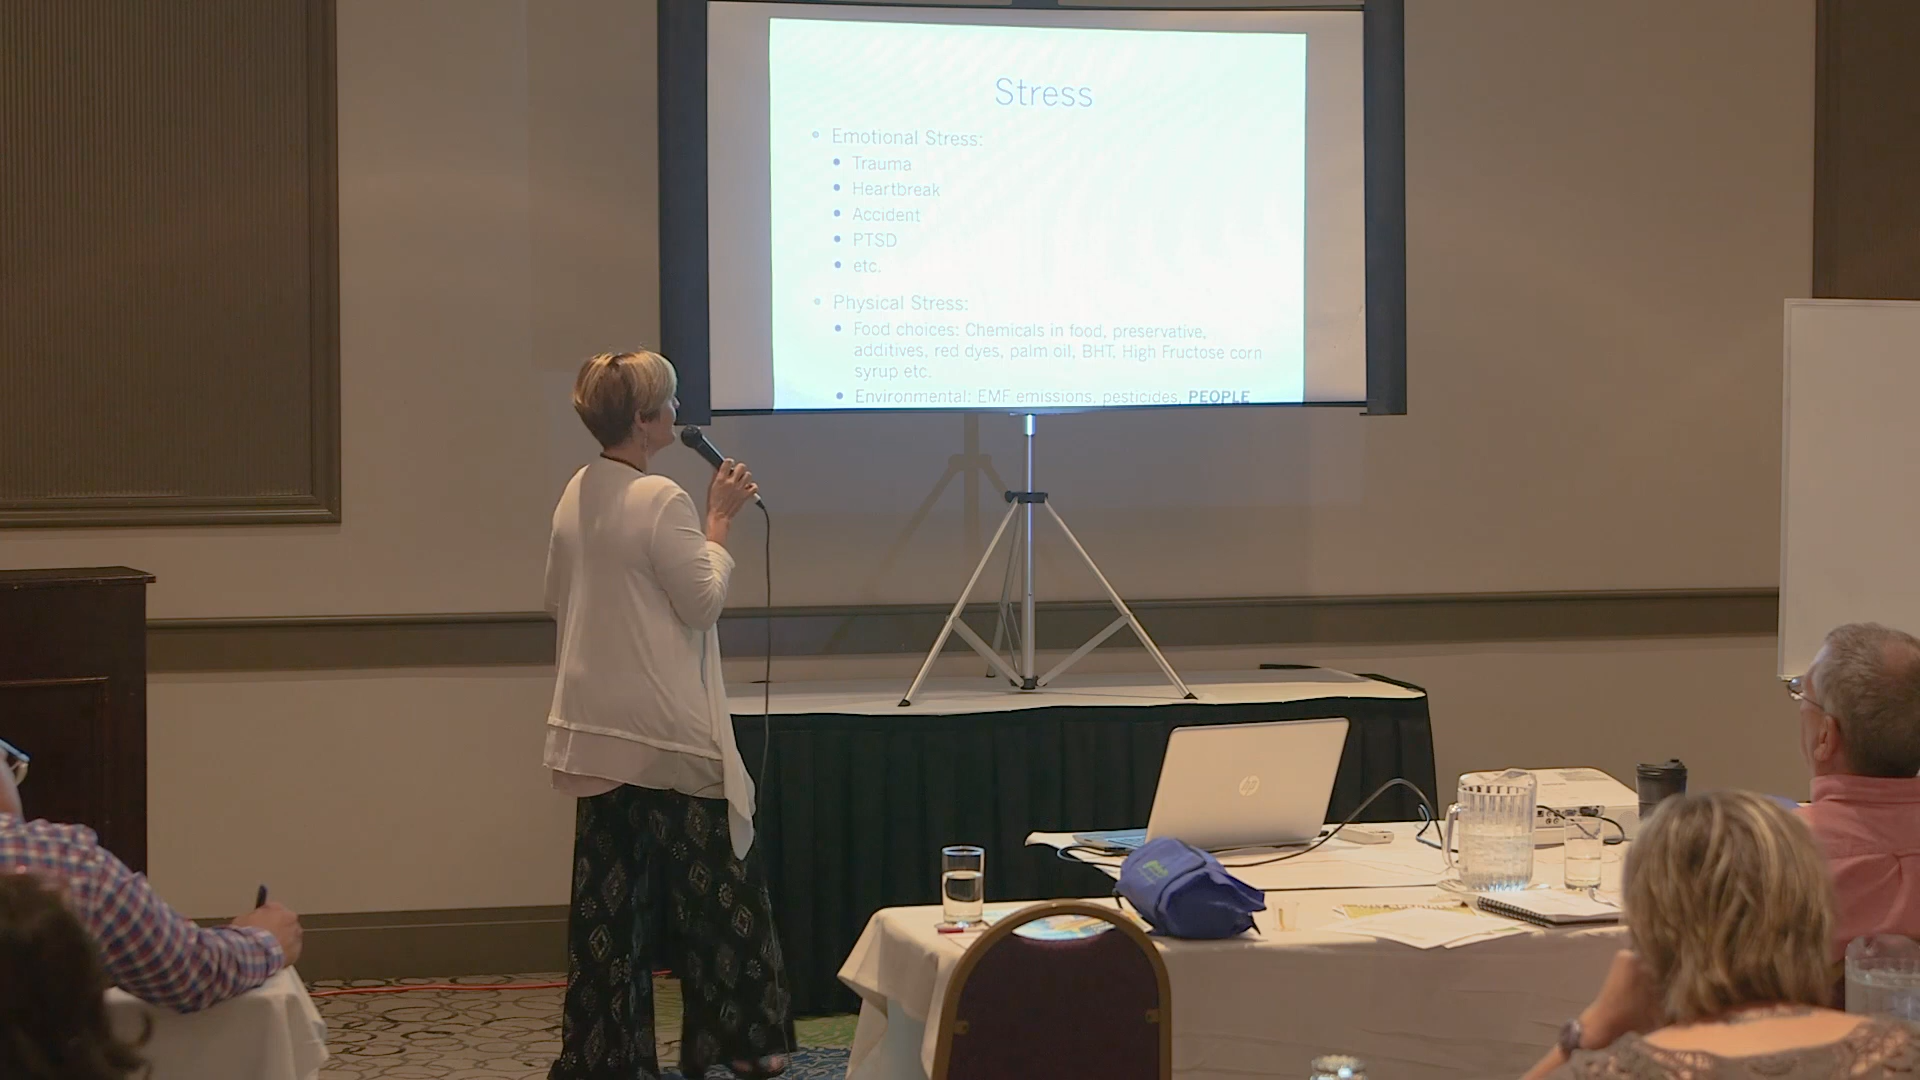 Stress
Emotional Stress:
Trauma
Heartbreak
Accident
PTSD
etc.
Physical Stress:
Food choices: Chemicals in food, preservative,
additives, red dyes, palm oil, BHT, High Fructose corn
syrup etc.
Environmental: EMF emissions, pesticides, PEOPLE
hp